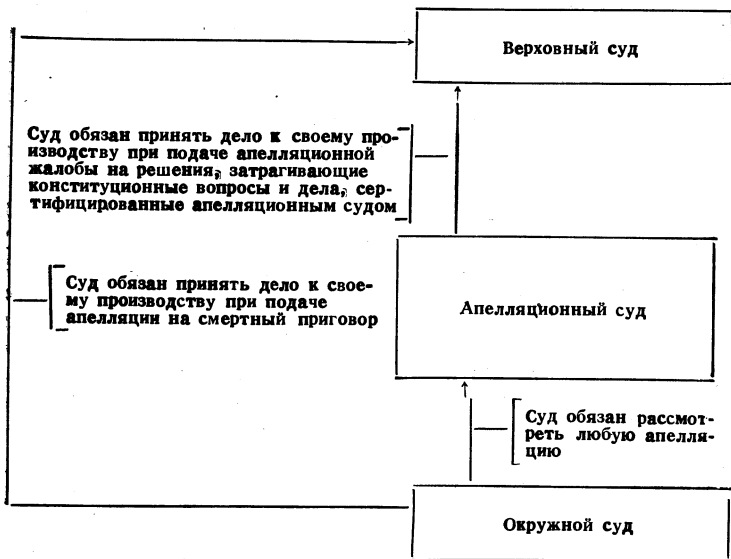 Верховный суд
Суд обязан принять дело к своему про-
изводству при подаче апелляционной
жалобы на решения, затрагивающие
конституционные вопросы и дела, сер-
тифицированные апелляционным судом
Суд обязан принять дело к свое-
му производству при подаче
апелляции на смертный приговор
Апелляционный суд
Суд обязан рассмот-
реть любую апелля-
цию
Окружной суд